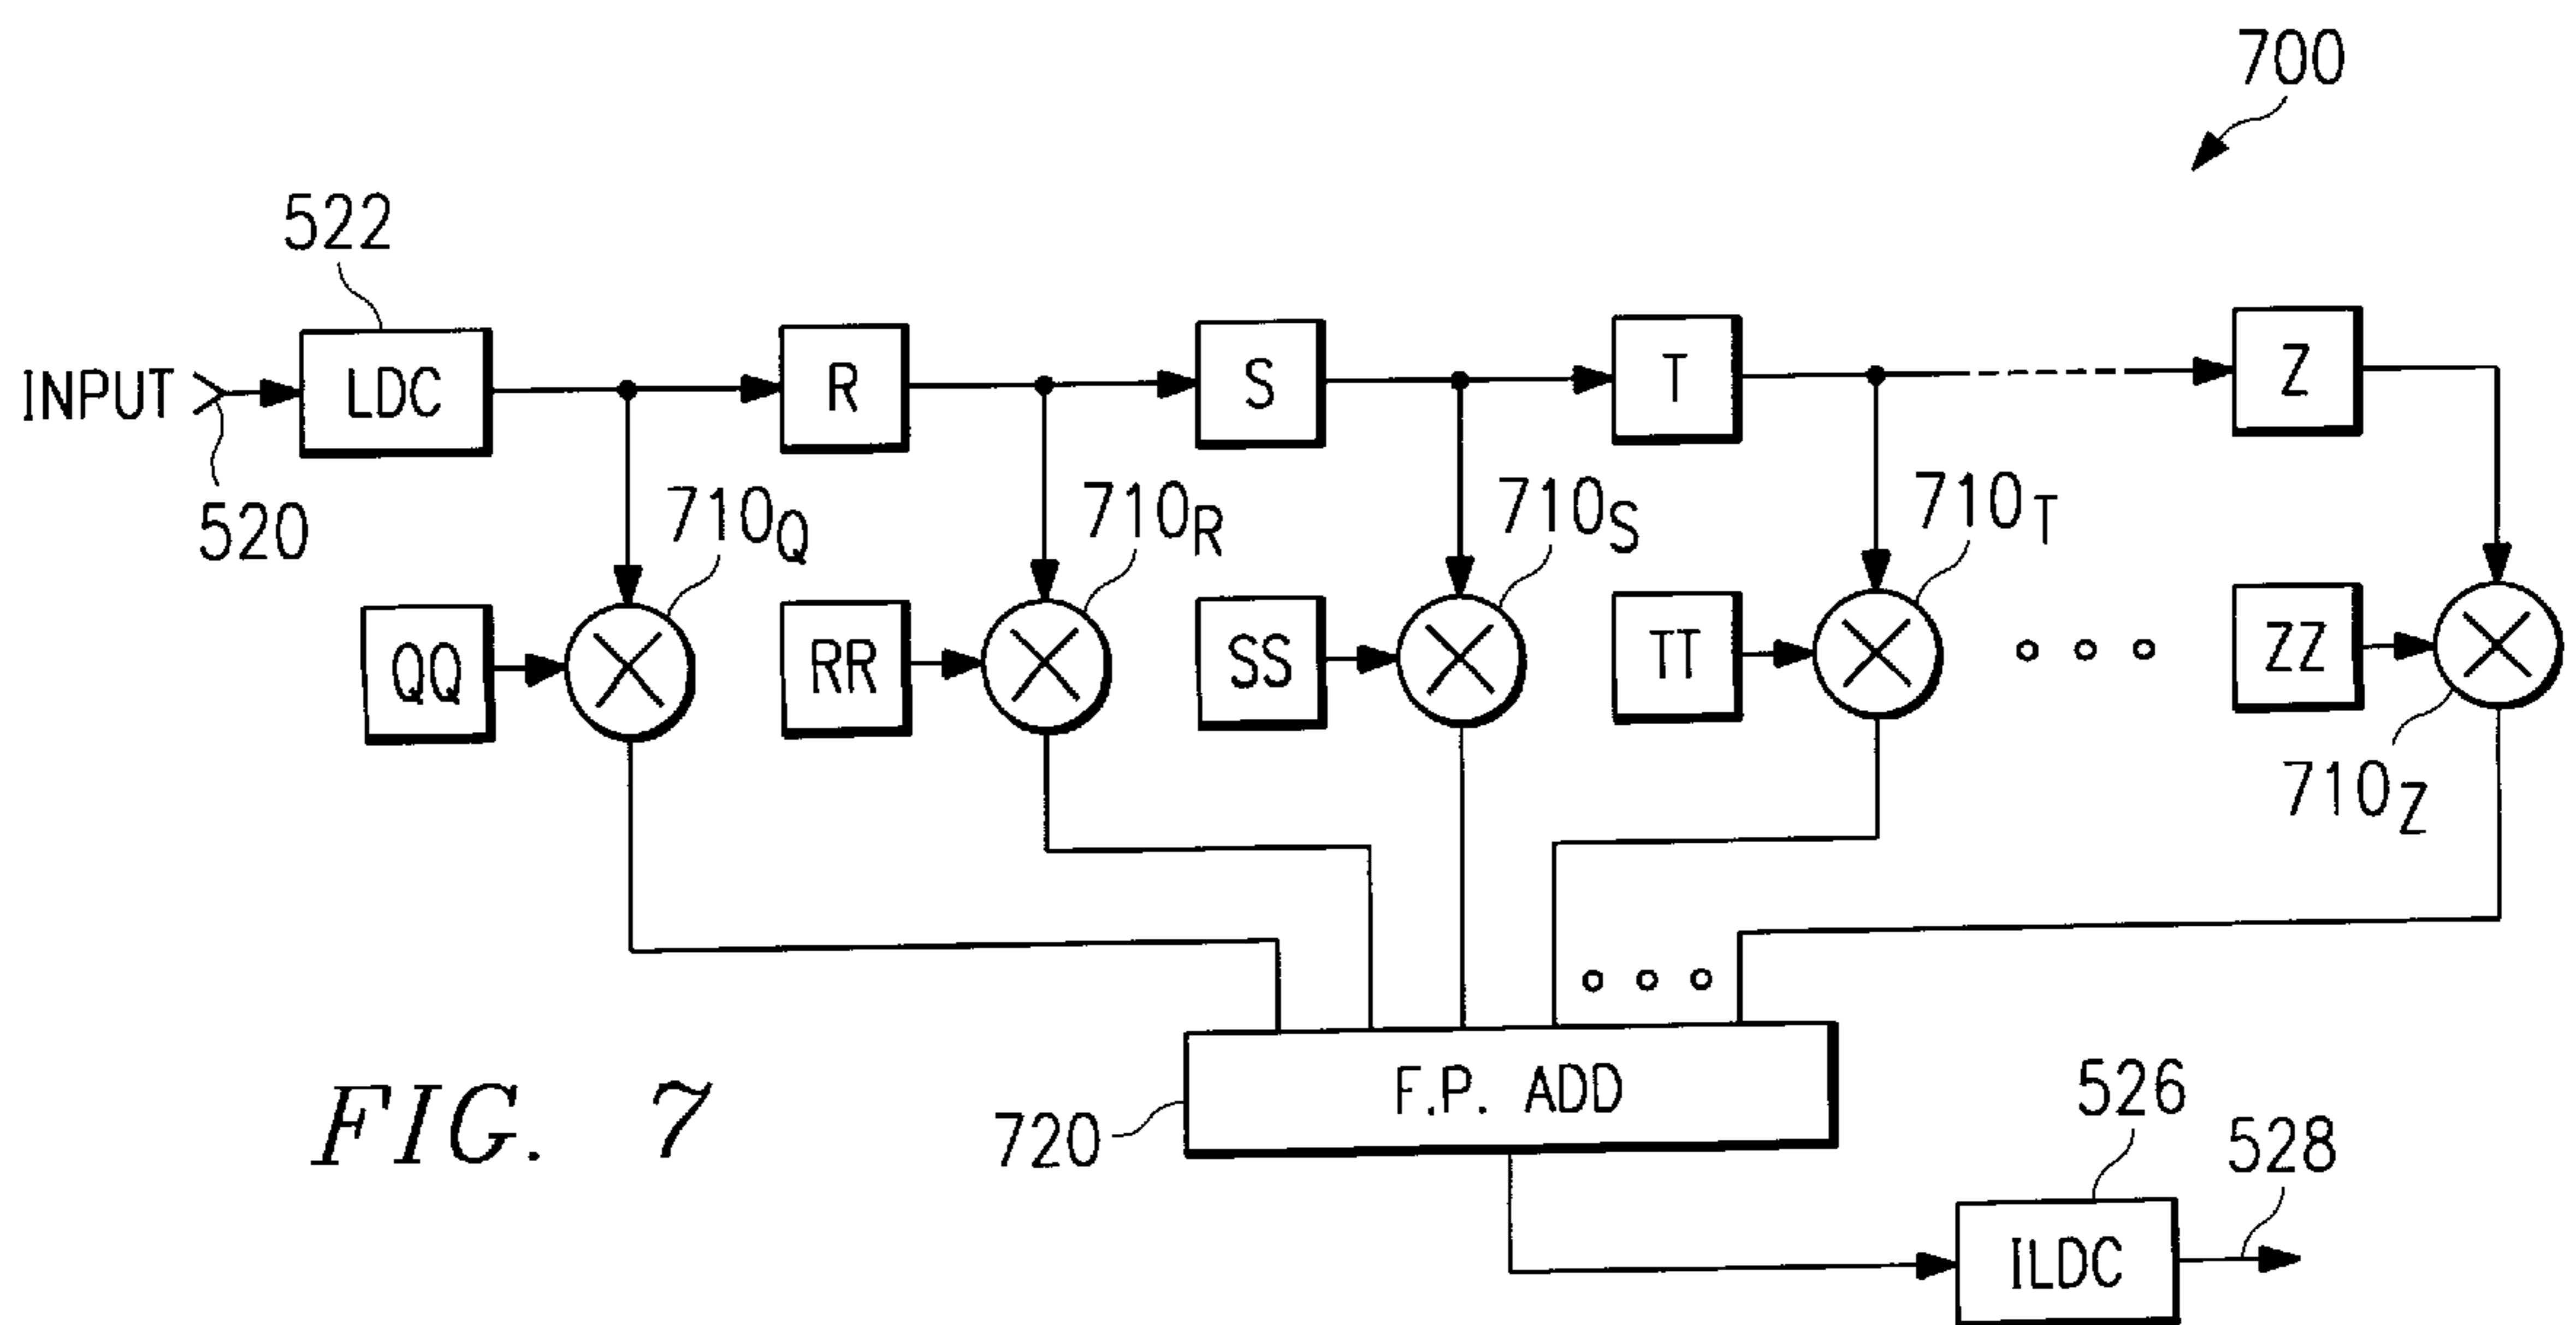 700
522
INPUT
LDC
R
S
T
Z
520
710Q
710R
710S
710T
QQ
RR
SS
TT
ZZ
710Z
F.P. ADD
720
526
528
ILDC
FIG. 7